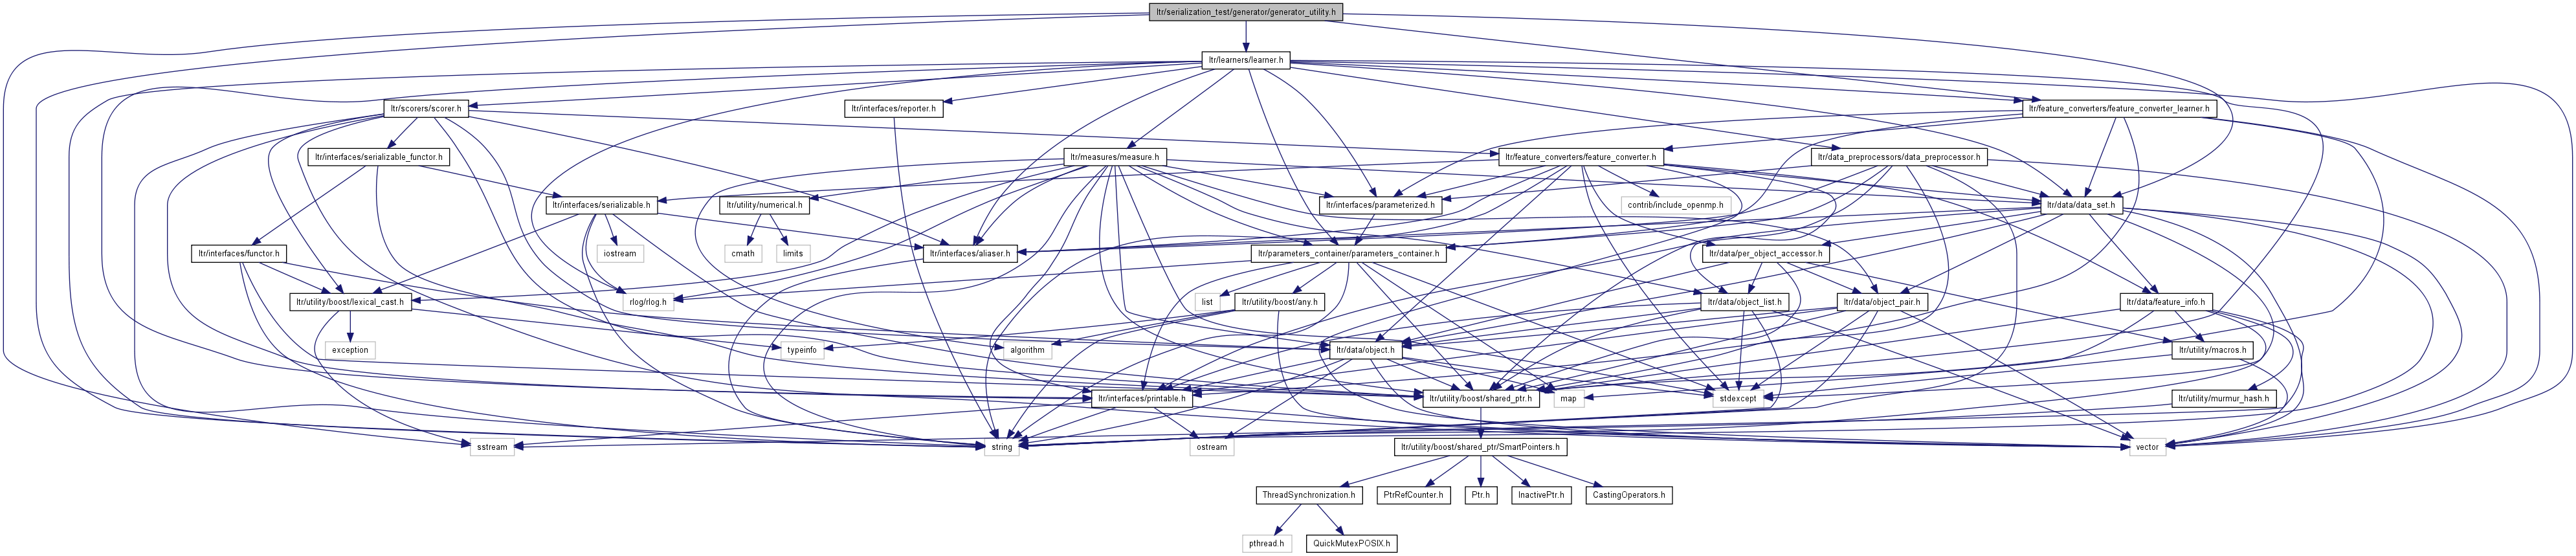 ltr/serialization_test/generator/generator_utility.h
ltr/learners/learner.h
ltr/scorers/scorer.h
ltr/interfaces/reporter.h
ltr/feature_converters/feature_converter_learner.h
ltr/interfaces/serializable_functor.h
ltr/measures/measure.h
ltr/feature_converters/feature_converter.h
ltr/data_preprocessors/data_preprocessor.h
ltr/interfaces/serializable.h
ltr/utility/numerical.h
ltr/interfaces/parameterized.h
contrib/include_openmp.h
ltr/data/data_set.h
ltr/interfaces/functor.h
iostream
cmath
limits
ltr/interfaces/aliaser.h
ltr/parameters_container/parameters_container.h
ltr/data/per_object_accessor.h
ltr/utility/boost/lexical_cast.h
rlog/rlog.h
list
ltr/utility/boost/any.h
ltr/data/object_list.h
ltr/data/object_pair.h
ltr/data/feature_info.h
exception
typeinfo
algorithm
ltr/data/object.h
ltr/utility/macros.h
ltr/interfaces/printable.h
ltr/utility/boost/shared_ptr.h
map
stdexcept
ltr/utility/murmur_hash.h
sstream
string
ostream
ltr/utility/boost/shared_ptr/SmartPointers.h
vector
ThreadSynchronization.h
PtrRefCounter.h
Ptr.h
InactivePtr.h
CastingOperators.h
pthread.h
QuickMutexPOSIX.h